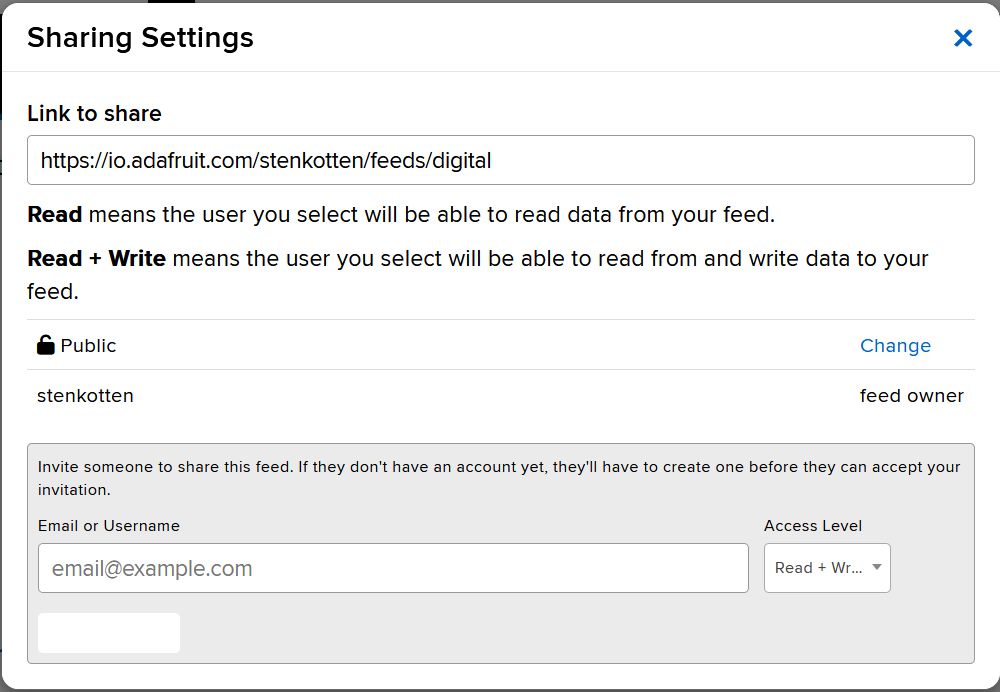 Sharing Settings
Link to share
https://io.adafruit.com/stenkotten/feeds/digital
Read means the user you select will be able to read data from your feed.
Read + Write means the user you select will be able to read from and write data to your
feed.
Public Change
stenkotten feed owner
Invite someone to share this feed. If they don't have an account yet, they'll have to create one before they can accept your
invitation.
Email or Username Access Level
email@example.com Read + Wr...